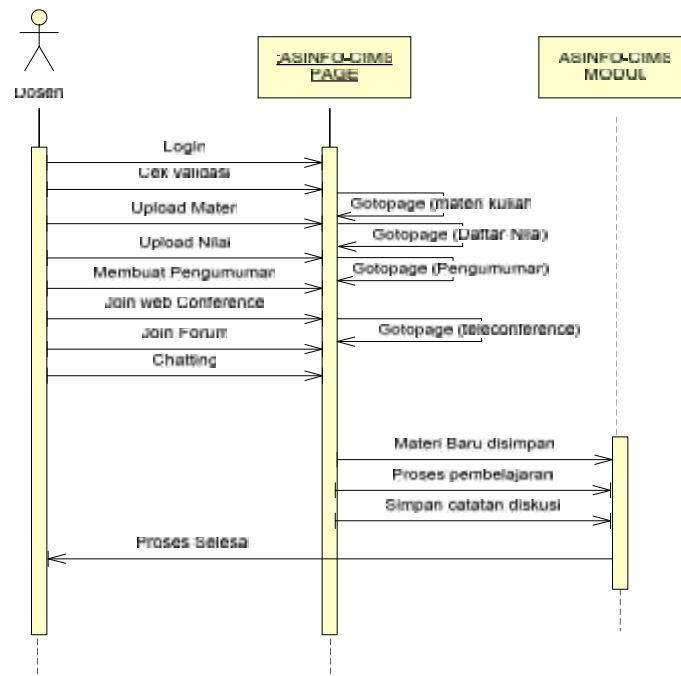 Dosen
:ASINFO-CIMS
PAGE
ASINFO-CIMS
MODUL
Login
Cek validasi
Gotopage (materi kuliah
Upload Materi
Gotopage (Daftar Nilai)
Upload Nilai
Gotopage (Pengumuman)
Membuat Pengumuman
Join web Conference
Gotopage (teleconference)
Join Forum
Chatting
Materi Baru disimpan
Proses pembelajaran
Simpan catatan diskusi
Proses Selesai